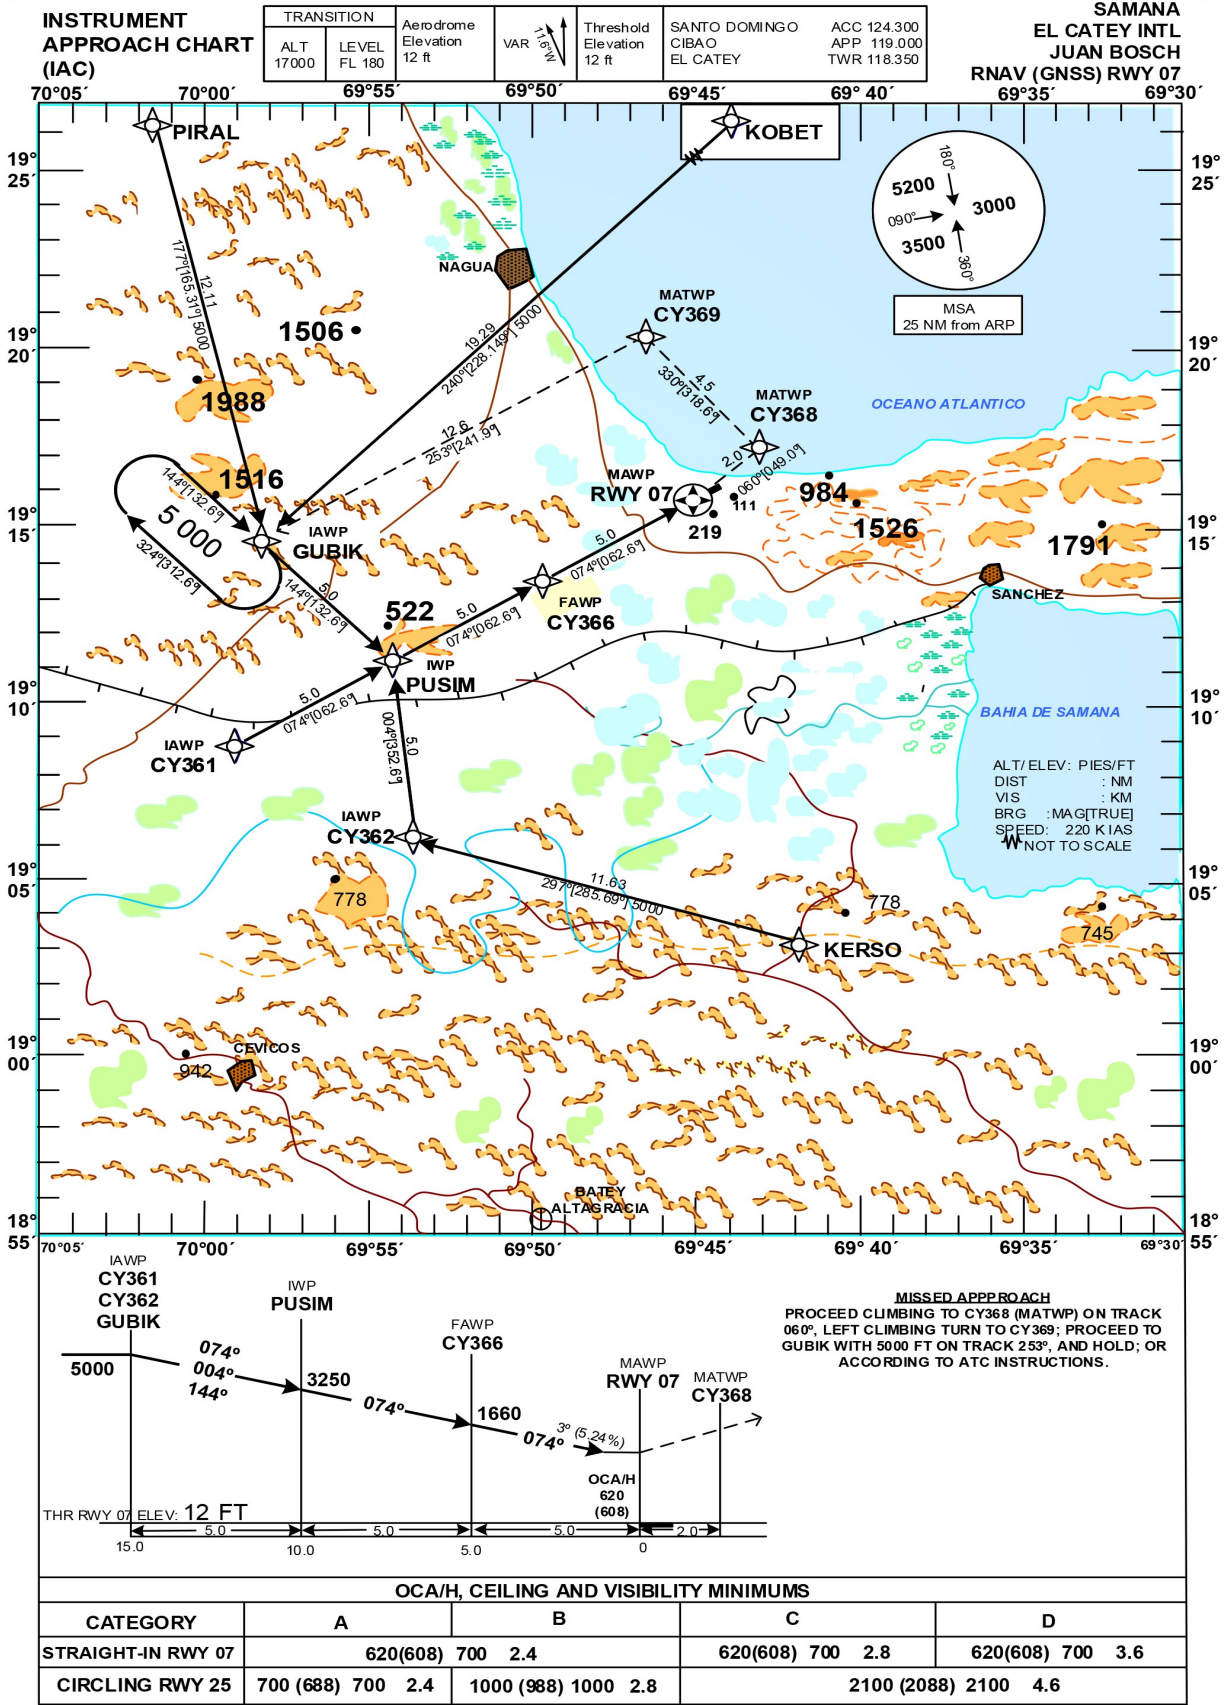 INSTRUMENT
APPROACH CHART
(IAC)
TRANSITION
ALT
17000
LEVEL
FL 180
Aerodrome
Elevation
12 ft
VAR
11.6°W
Threshold
Elevation
12 ft
SANTO DOMINGO ACC 124.300
CIBAO APP 119.000
EL CATEY TWR 118.350
SAMANA
EL CATEY INTL
JUAN BOSCH
RNAV (GNSS) RWY 07
70°05´ 70°00´ 69°55´ 69°50´ 69°45´ 69°40´ 69°35´ 69°30´
PIRAL
KOBET
19°
25´
19°
25´
180°
5200
3000
090°
3500
360°
MSA
25 NM from ARP
NAGUA
12.11
177°[165.31°] 5000
1506
MATWP
CY369
19°
20´
19°
20´
19.29
240°[228.149°] 5000
4.5
330°[318.6°]
1988
MATWP
CY368
OCEANO ATLANTICO
12.6
253°[241.9°]
2.0
060°[049.0°]
1516
144°[132.6°]
5000
324°[312.6°]
MAWP
RWY 07
111
219
984
1526
1791
19°
15´
19°
15´
IAWP
GUBIK
5.0
074°[062.6°]
5.0
144°[132.6°]
522
5.0
074°[062.6°]
FAWP
CY366
SANCHEZ
IWP
PUSIM
19°
10´
19°
10´
5.0
074°[062.6°]
BAHIA DE SAMANA
IAWP
CY361
5.0
004°[352.6°]
ALT/ELEV: PIES/FT
DIST : NM
VIS : KM
BRG :MAG[TRUE]
SPEED: 220 KIAS
NOT TO SCALE
IAWP
CY362
19°
05´
19°
05´
11.63
297°[285.69°] 5000
778
778
745
KERSO
19°
00´
19°
00´
CEVICOS
942
BATEY
ALTAGRACIA
18°
55´
18°
55´
70°05´ 70°00´ 69°55´ 69°50´ 69°45´ 69°40´ 69°35´ 69°30´
IAWP
CY361
CY362
GUBIK
IWP
PUSIM
FAWP
CY366
MAWP
RWY 07
MATWP
CY368
5000
074°
004°
144°
3250
074°
1660
074°
3° (5.24%)
OCA/H
620
(608)
THR RWY 07 ELEV: 12 FT
5.0 5.0 5.0 2.0
15.0 10.0 5.0 0
MISSED APPPROACH
PROCEED CLIMBING TO CY368 (MATWP) ON TRACK
060°, LEFT CLIMBING TURN TO CY369; PROCEED TO
GUBIK WITH 5000 FT ON TRACK 253°, AND HOLD; OR
ACCORDING TO ATC INSTRUCTIONS.
OCA/H, CEILING AND VISIBILITY MINIMUMS
CATEGORY A B C D
STRAIGHT-IN RWY 07 620(608) 700 2.4 620(608) 700 2.8 620(608) 700 3.6
CIRCLING RWY 25 700 (688) 700 2.4 1000 (988) 1000 2.8 2100 (2088) 2100 4.6